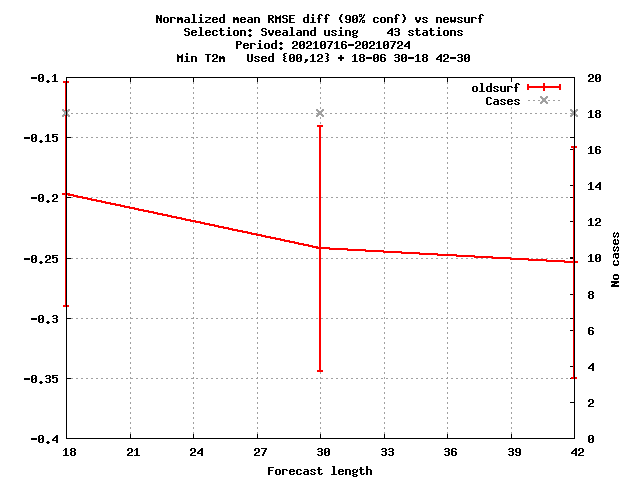 Normalized mean RMSE diff (90% conf) vs newsurf
Selection: Svealand using    43 stations
Period: 20210716-20210724
Min T2m   Used {00,12} + 18-06 30-18 42-30
oldsurf
Cases
-0.1
-0.15
-0.2
-0.25
-0.3
-0.35
-0.4
20
18
16
14
12
10
8
6
4
2
0
No cases
18 21 24 27 30 33 36 39 42
Forecast length